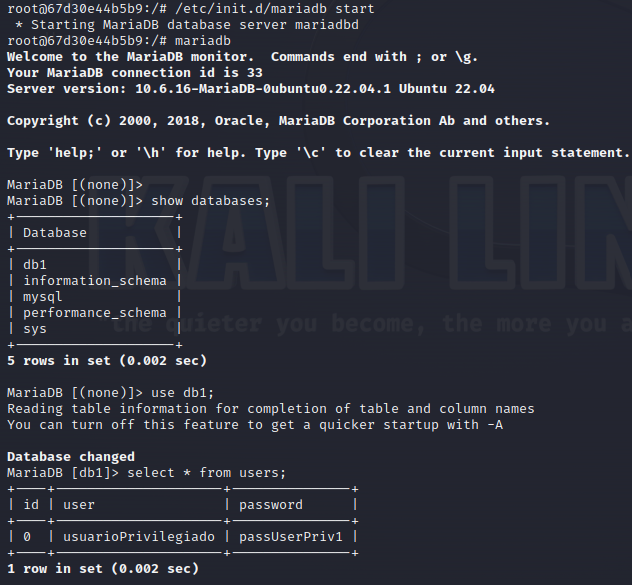 root@67d30e44b5b9:/# /etc/init.d/mariadb start
 * Starting MariaDB database server mariadbd
root@67d30e44b5b9:/# mariadb
Welcome to the MariaDB monitor.  Commands end with ; or \g.
Your MariaDB connection id is 33
Server version: 10.6.16-MariaDB-0ubuntu0.22.04.1 Ubuntu 22.04

Copyright (c) 2000, 2018, Oracle, MariaDB Corporation Ab and others.

Type 'help;' or '\h' for help. Type '\c' to clear the current input statement.

MariaDB [(none)]>
MariaDB [(none)]> show databases;
+--------------------+
| Database           |
+--------------------+
| db1                |
| information_schema |
| mysql              |
| performance_schema |
| sys                |
+--------------------+
5 rows in set (0.002 sec)

MariaDB [(none)]> use db1;
Reading table information for completion of table and column names
You can turn off this feature to get a quicker startup with -A

Database changed
MariaDB [db1]> select * from users;
+----+---------------------+---------------+
| id | user                | password      |
+----+---------------------+---------------+
| 0  | usuarioPrivilegiado | passUserPriv1 |
+----+---------------------+---------------+
1 row in set (0.002 sec)
KALI LIN
the quieter you become, the more you a